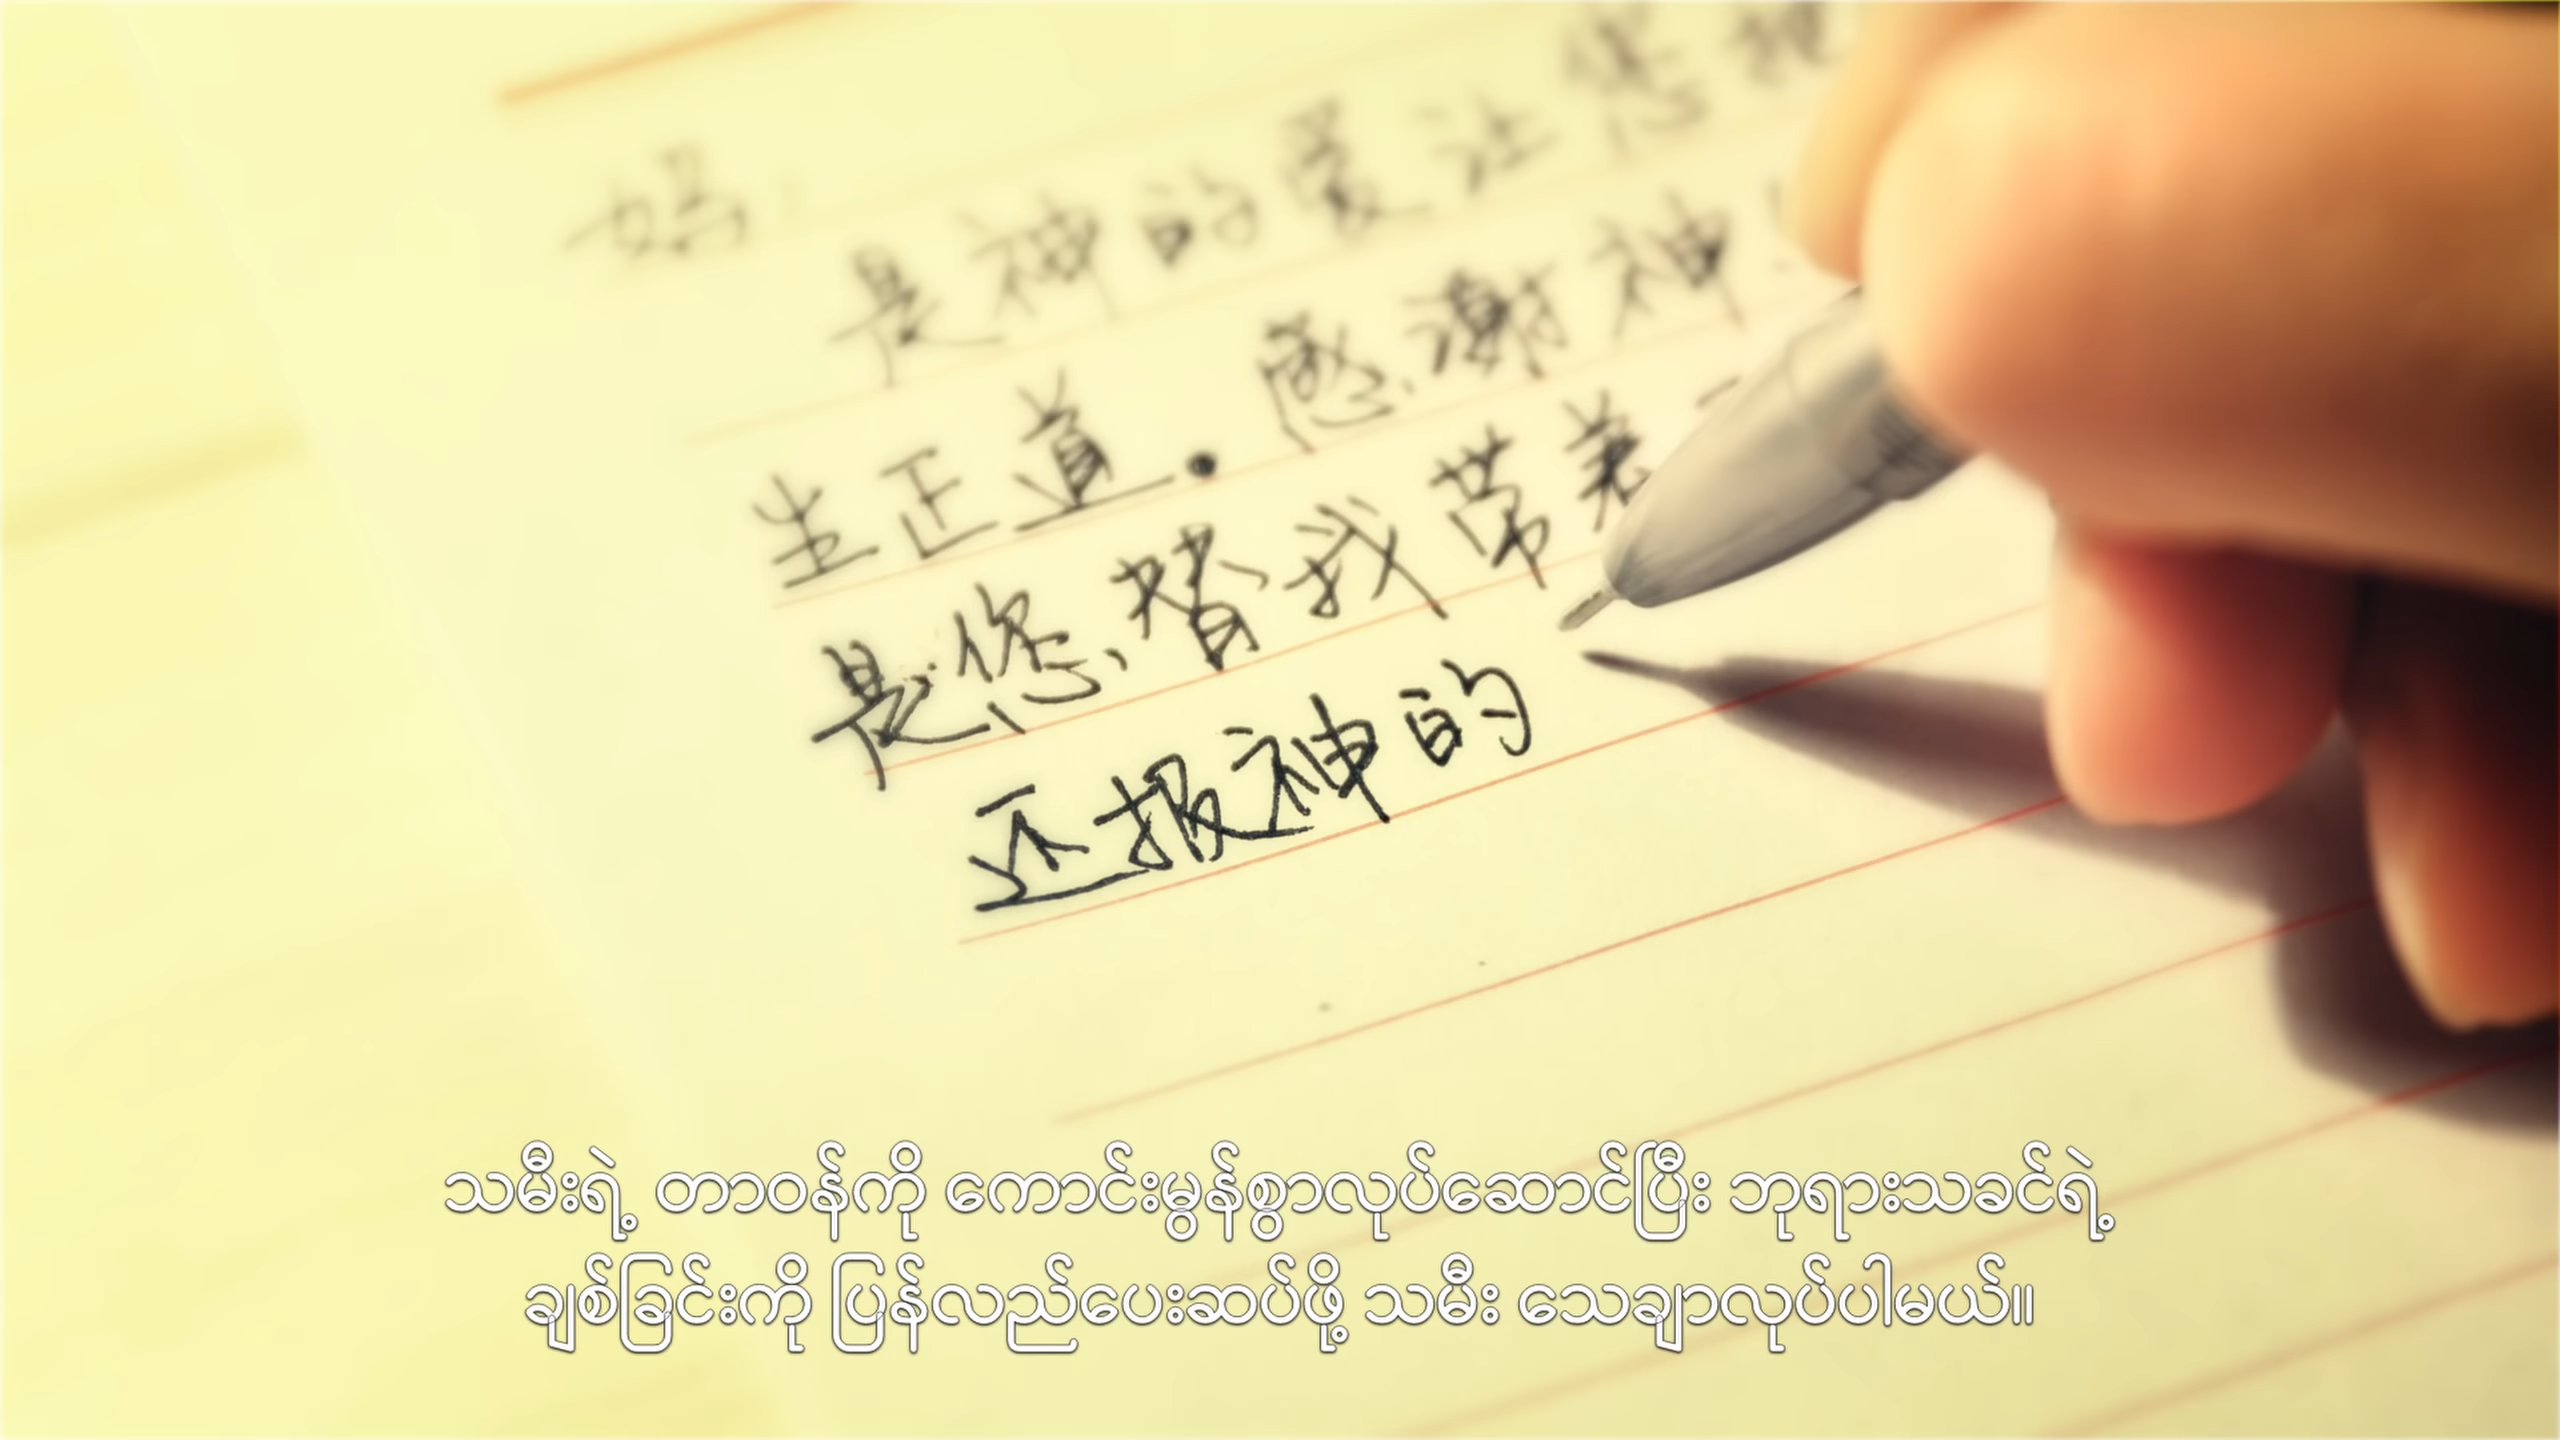 妈：
是神的爱让您
生正道。感谢神！
是您替我带着
还报神的
သမီးရဲ့ တာဝန်ကို ကောင်းမွန်စွာလုပ်ဆောင်ပြီး ဘုရားသခင်ရဲ့
ချစ်ခြင်းကို ပြန်လည်ပေးဆပ်ဖို့ သမီး သေချာလုပ်ပါမယ်။